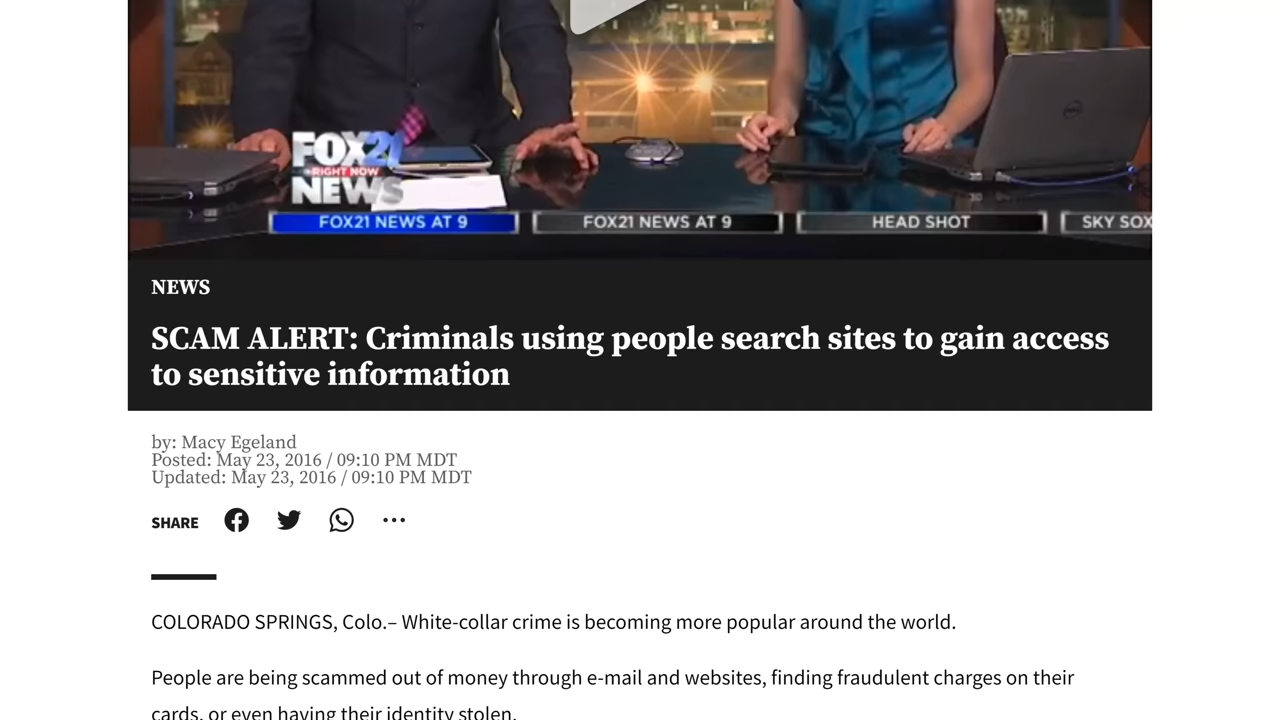 FOX21
RIGHT NOW
NEWS
FOX21 NEWS AT 9
FOX21 NEWS AT 9
HEAD SHOT
SKY SOX
DELL
NEWS
SCAM ALERT: Criminals using people search sites to gain access
to sensitive information
by: Macy Egeland
Posted: May 23, 2016 / 09:10 PM MDT
Updated: May 23, 2016 / 09:10 PM MDT
SHARE
COLORADO SPRINGS, Colo.– White-collar crime is becoming more popular around the world.
People are being scammed out of money through e-mail and websites, finding fraudulent charges on their
cards, or even having their identity stolen.